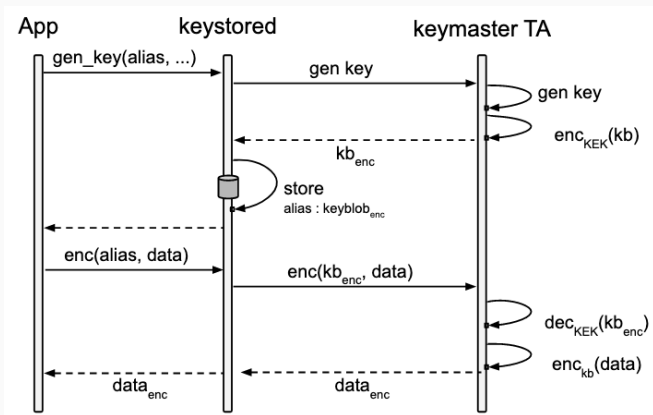 App
keystored
keymaster TA
gen_key(alias, ...)
gen key
gen key
enc_KEK(kb)
kb_enc
store
alias : keyblob_enc
enc(alias, data)
enc(kb_enc, data)
dec_KEK(kb_enc)
enc_kb(data)
data_enc
data_enc